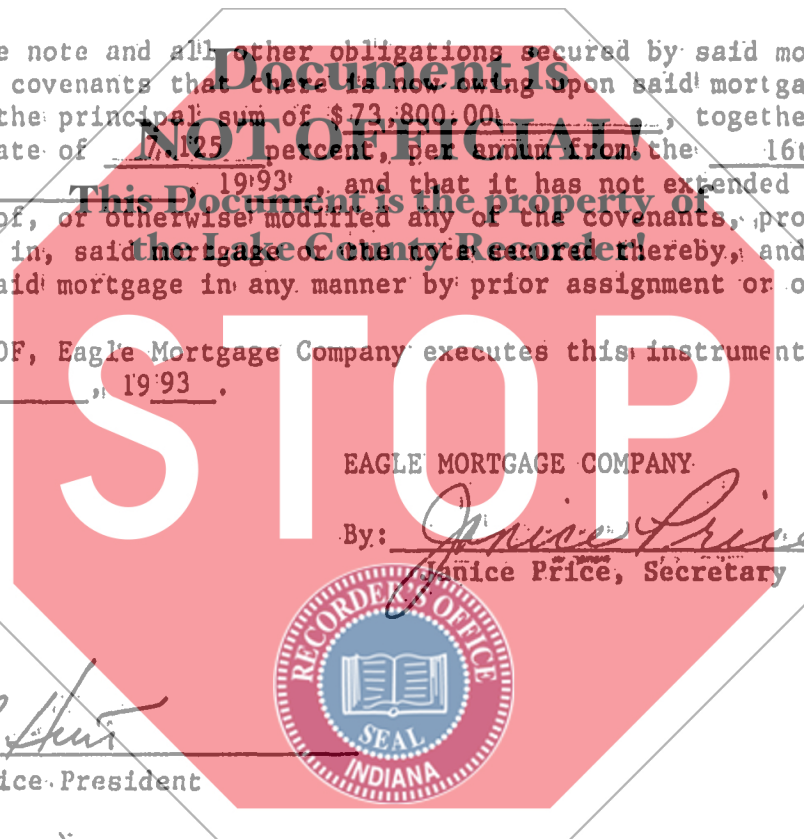 e note and all other obligations secured by said mo
covenants that there is now owing upon said mortga
Document is
the principal sum of $73,800.00, togethe
NOT OFFICIAL!
ate of 7.125 percent, per annum from the 16t
, 1993, and that it has not extended
This Document is the property of
of, or otherwise modified any of the covenants, pro
the Lake County Recorder!
in, said mortgage or the note secured thereby, and
aid mortgage in any manner by prior assignment or o
OF, Eagle Mortgage Company executes this instrument
, 1993.
STOP
EAGLE MORTGAGE COMPANY
By: Janice Price
Janice Price, Secretary
RECORDER'S OFFICE
SEAL
INDIANA
Hunt
ice President